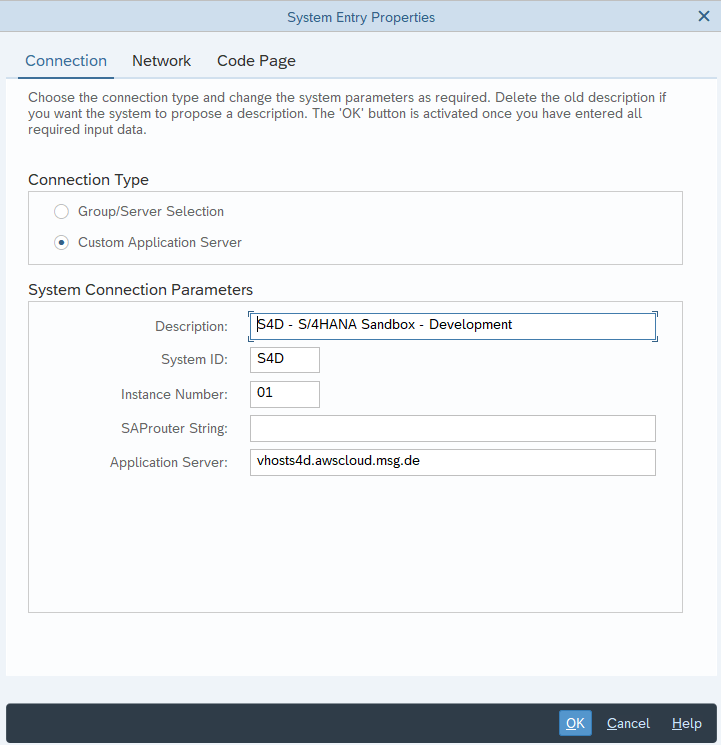 System Entry Properties
Connection Network Code Page
Choose the connection type and change the system parameters as required. Delete the old description if
you want the system to propose a description. The 'OK' button is activated once you have entered all
required input data.
Connection Type
Group/Server Selection
Custom Application Server
System Connection Parameters
Description: S4D - S/4HANA Sandbox - Development
System ID: S4D
Instance Number: 01
SAProuter String:
Application Server: vhosts4d.awscloud.msg.de
OK Cancel Help